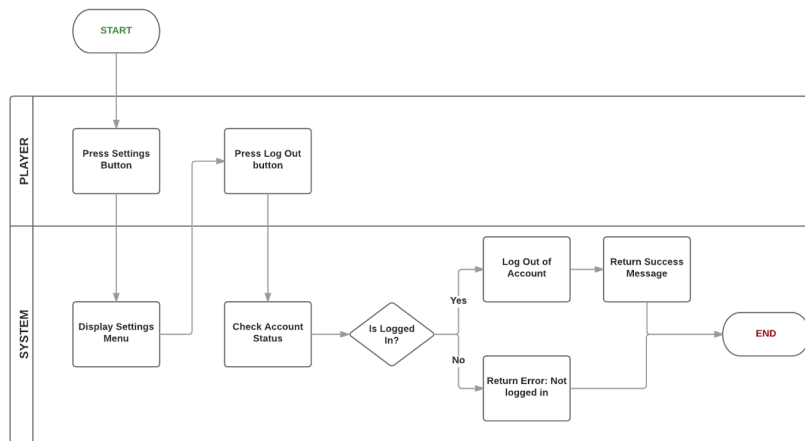 START
PLAYER
Press Settings
Button
Press Log Out
button
SYSTEM
Display Settings
Menu
Check Account
Status
Is Logged
In?
Yes
No
Log Out of
Account
Return Success
Message
Return Error: Not
logged in
END